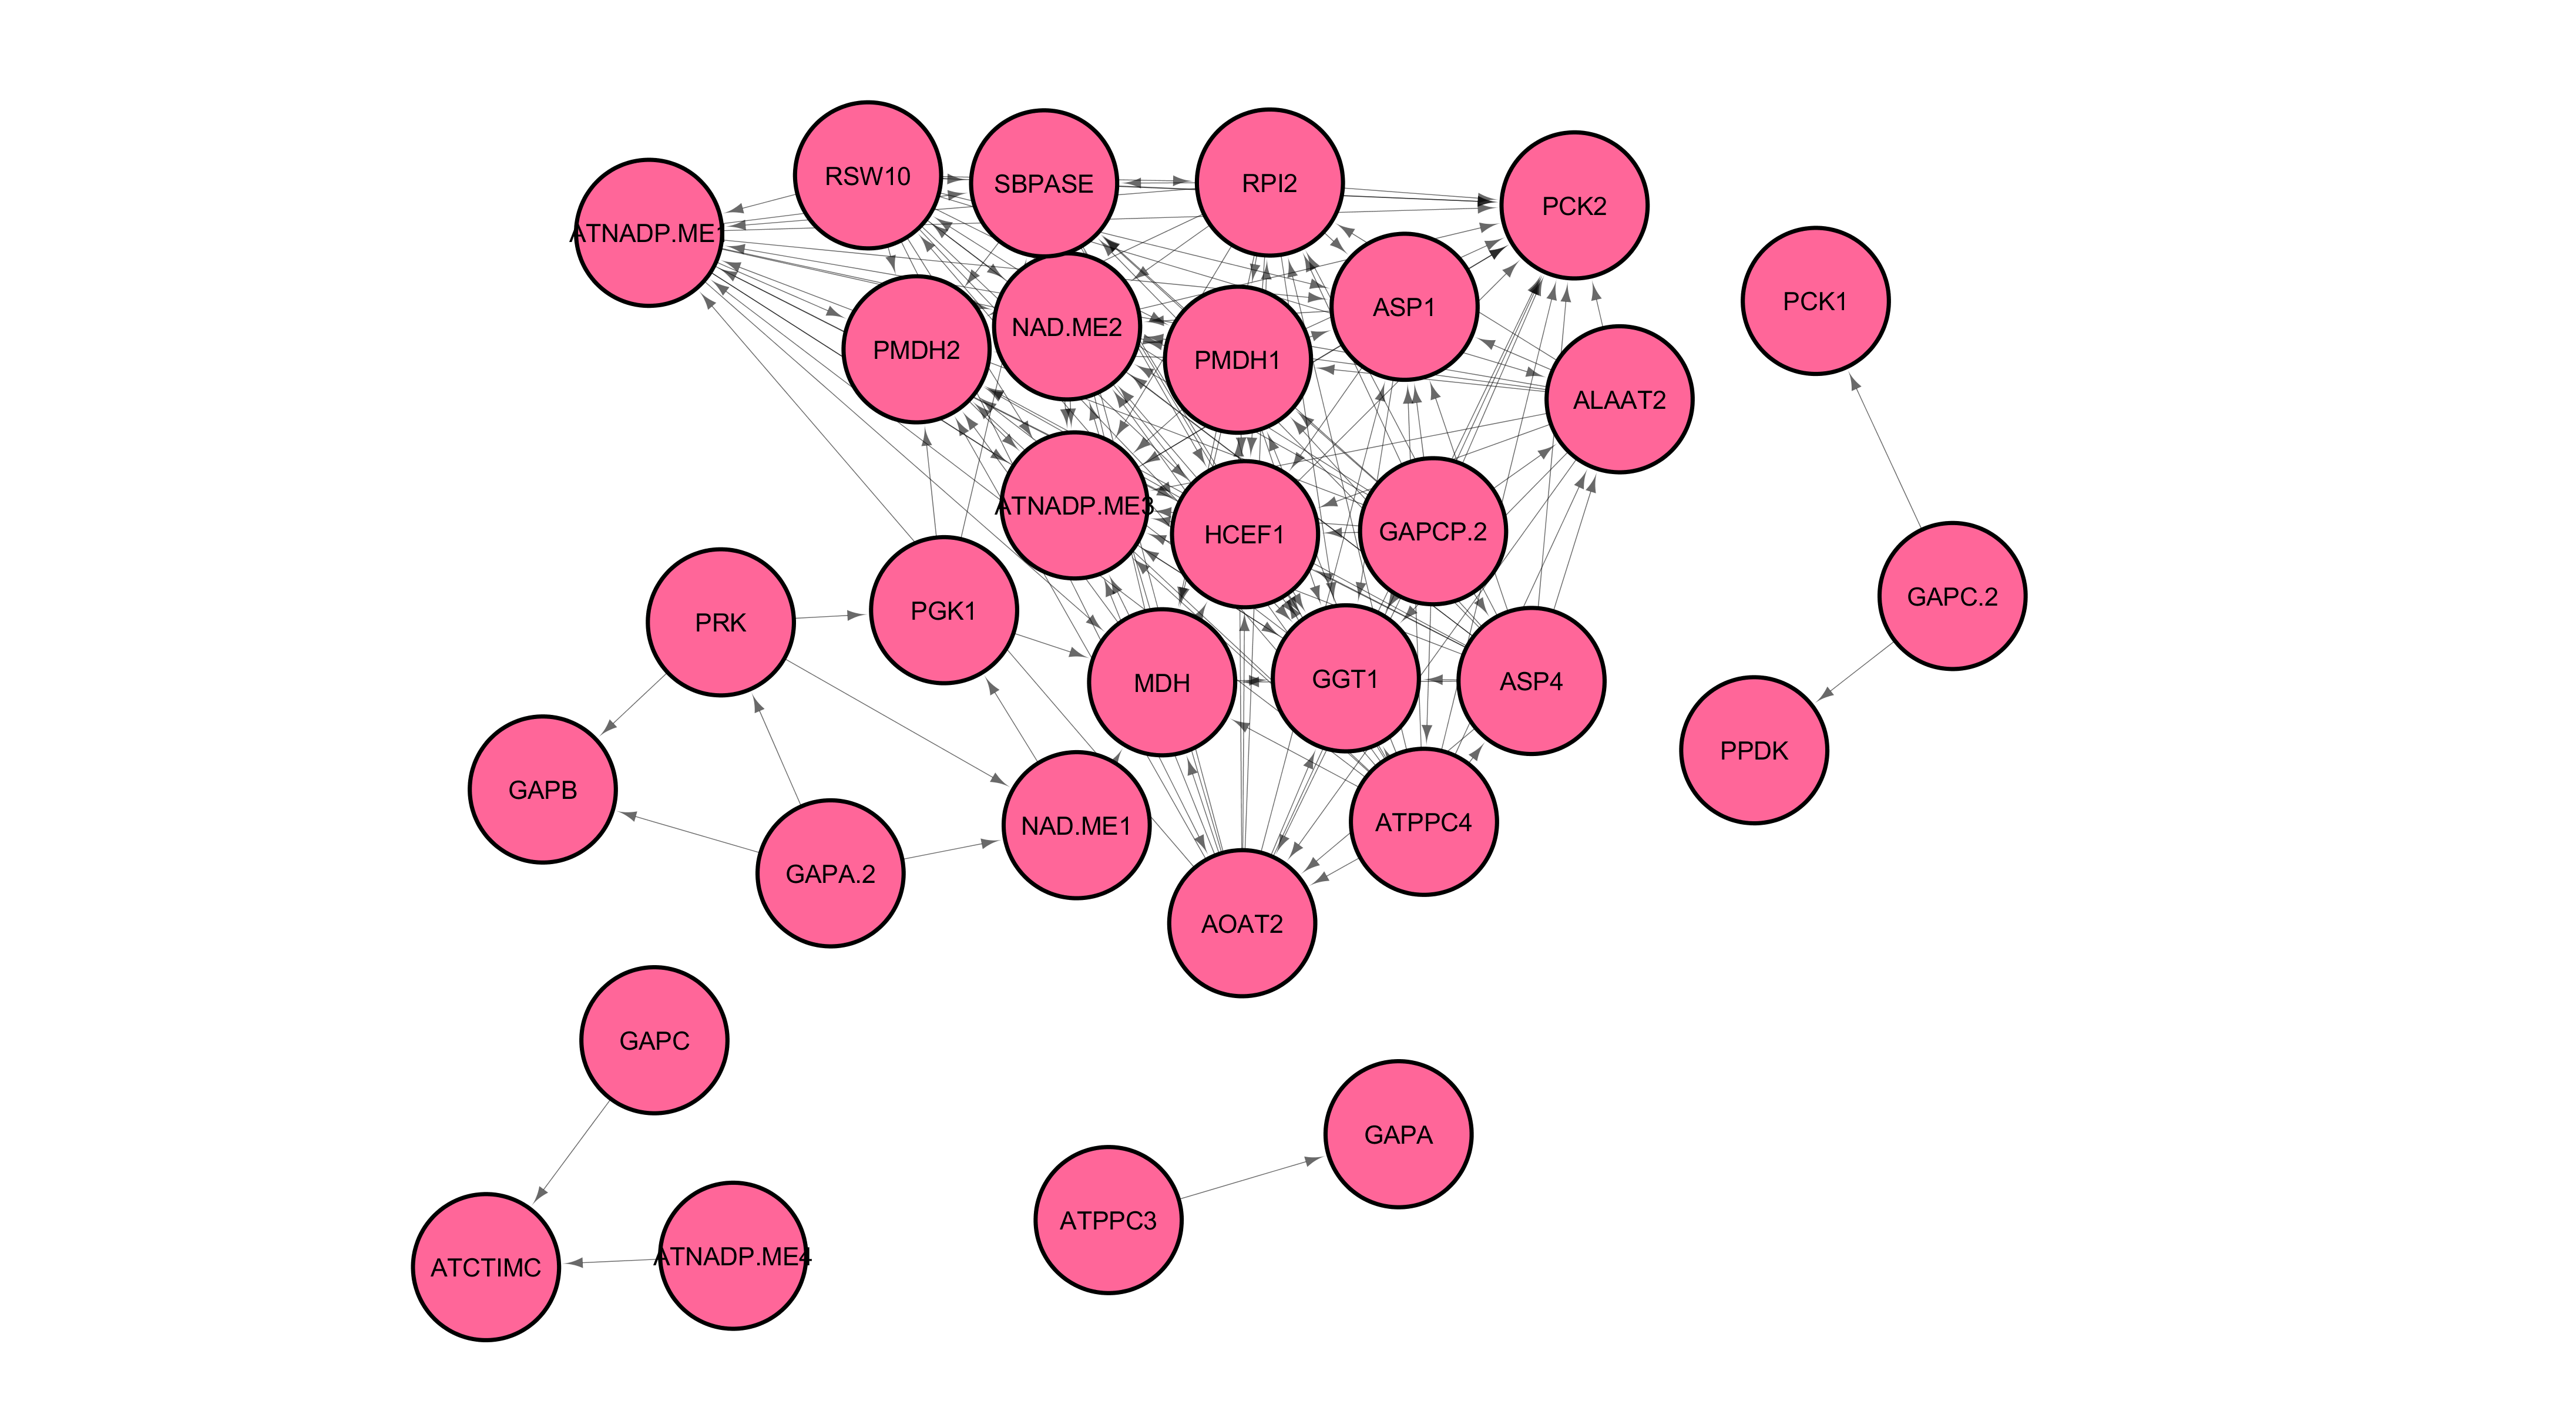 RSW10
SBPASE
RPI2
PCK2
ATNADP.ME1
PCK1
ASP1
NAD.ME2
PMDH2
PMDH1
ALAAT2
ATNADP.ME3
HCEF1
GAPCP.2
GAPC.2
PRK
PGK1
MDH
GGT1
ASP4
PPDK
GAPB
NAD.ME1
ATPPC4
GAPA.2
AOAT2
GAPC
GAPA
ATPPC3
ATCTIMC
ATNADP.ME4